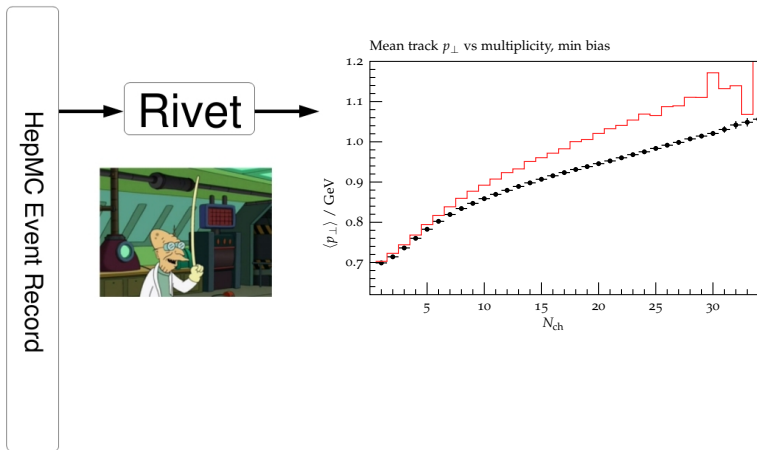 HepMC Event Record
Rivet
Mean track p⊥ vs multiplicity, min bias
⟨p⊥⟩ / GeV
1.2
1.1
1.0
0.9
0.8
0.7
5 10 15 20 25 30
Nch